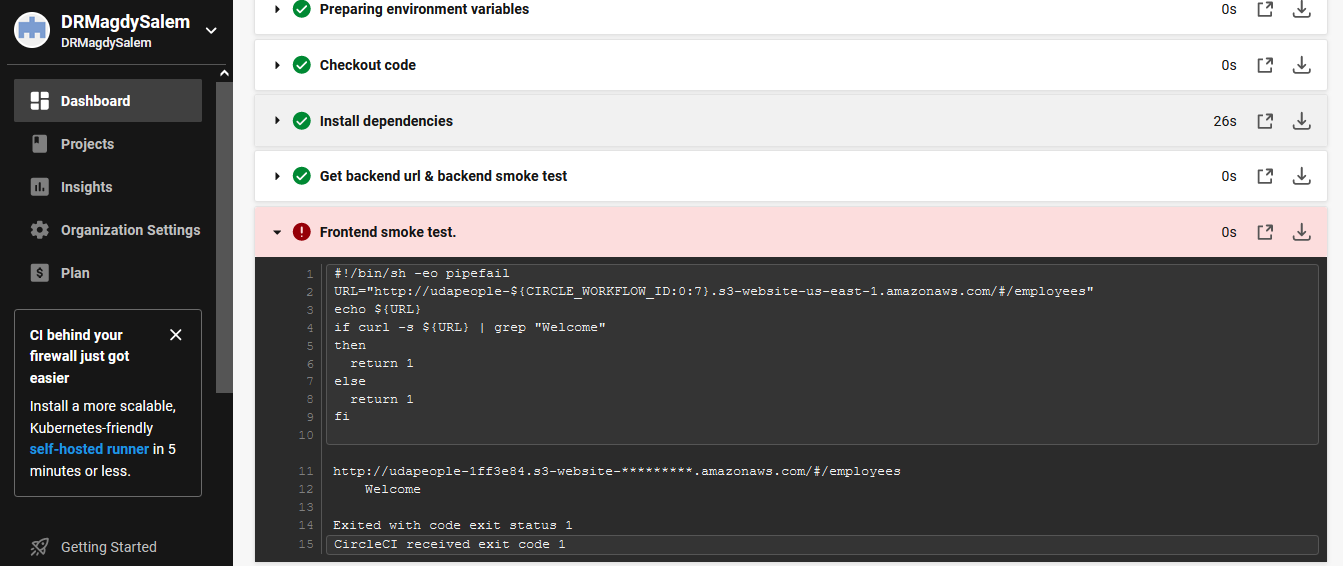 DRMagdySalem
DRMagdySalem
Dashboard
Projects
Insights
Organization Settings
Plan
CI behind your
firewall just got
easier
Install a more scalable,
Kubernetes-friendly
self-hosted runner in 5
minutes or less.
Getting Started
Preparing environment variables 0s
Checkout code 0s
Install dependencies 26s
Get backend url & backend smoke test 0s
Frontend smoke test. 0s
1 #!/bin/sh -eo pipefail
2 URL="http://udapeople-${CIRCLE_WORKFLOW_ID:0:7}.s3-website-us-east-1.amazonaws.com/#/employees"
3 echo ${URL}
4 if curl -s ${URL} | grep "Welcome"
5 then
6   return 1
7 else
8   return 1
9 fi
10
11 http://udapeople-1ff3e84.s3-website-*********.amazonaws.com/#/employees
12     Welcome
13
14 Exited with code exit status 1
15 CircleCI received exit code 1